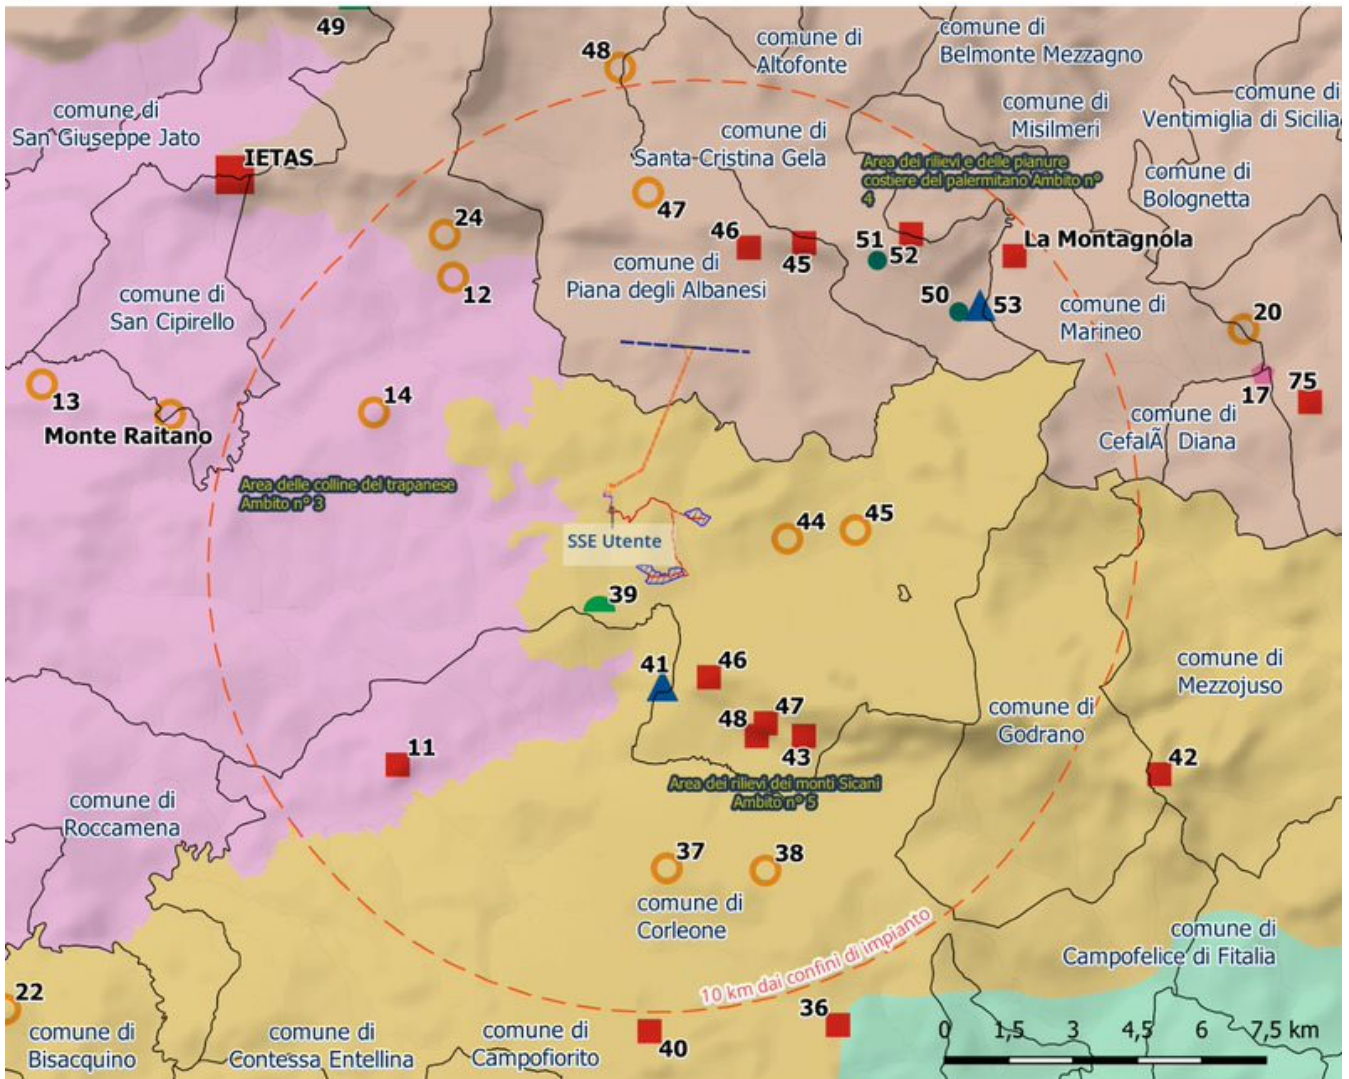 49
48
comune di
Altofonte
comune di
Belmonte Mezzagno
comune di
San Giuseppe Jato
comune di
Misilmeri
comune di
Ventimiglia di Sicilia
IETAS
comune di
Santa Cristina Gela
Area dei rilievi e delle pianure
costiere del palermitano Ambito n°
4
comune di
Bolognetta
24
47
46
45
51
52
La Montagnola
12
comune di
Piana degli Albanesi
comune di
San Cipirello
50
53
comune di
Marineo
20
13
14
17
75
Monte Raitano
comune di
CefalÃ Diana
Area delle colline del trapanese
Ambito n° 3
44
45
SSE Utente
39
41
46
comune di
Mezzojuso
48
47
43
comune di
Godrano
11
42
Area dei rilievi dei monti Sicani
Ambito n° 5
comune di
Roccamena
37
38
comune di
Corleone
10 km dai confini di impianto
comune di
Campofelice di Fitalia
22
36
40
comune di
Bisacquino
comune di
Contessa Entellina
comune di
Campofiorito
0 1,5 3 4,5 6 7,5 km